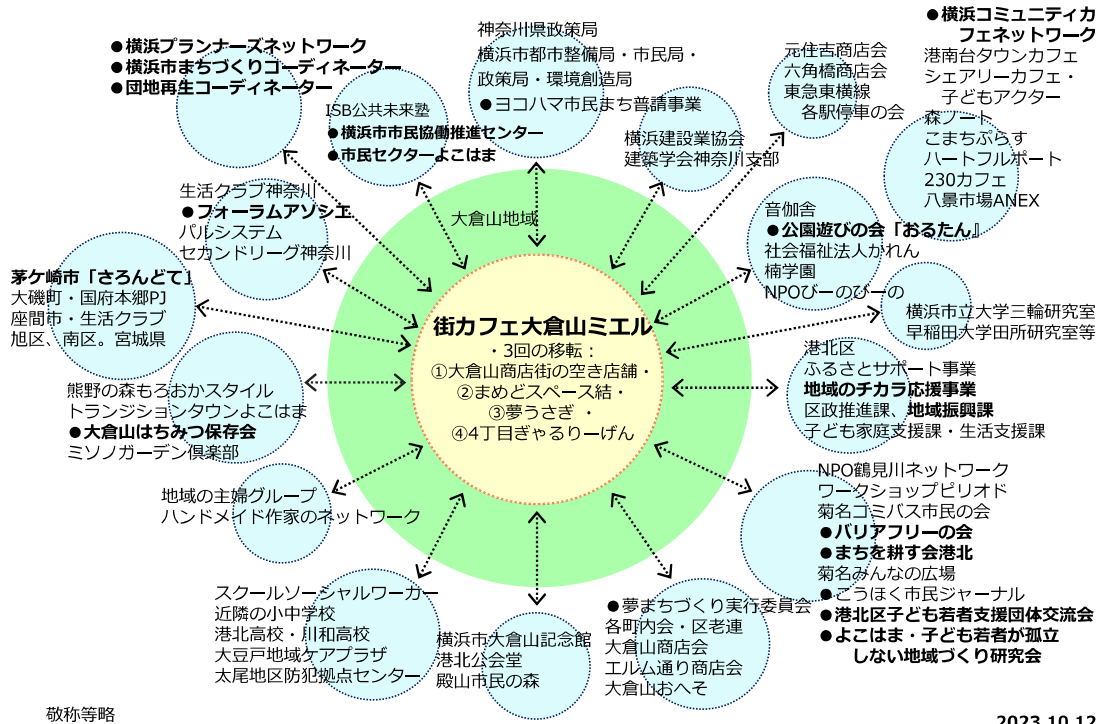 ●横浜プランナーズネットワーク
●横浜市まちづくりコーディネーター
●団地再生コーディネーター
ISB公共未来塾
●横浜市市民協働推進センター
●市民セクターよこはま
神奈川県政策局
横浜市都市整備局・市民局・
政策局・環境創造局
●ヨコハマ市民まち普請事業
横浜建設業協会
建築学会神奈川支部
元住吉商店会
六角橋商店会
東急東横線
各駅停車の会
●横浜コミュニティカ
フェネットワーク
港南台タウンカフェ
シェアリーカフェ・
子どもアクター
森ノート
こまちぷらす
ハートフルポート
230カフェ
八景市場ANEX
生活クラブ神奈川
●フォーラムアソシエ
パルシステム
セカンドリーグ神奈川
大倉山地域
音伽舎
●公園遊びの会「おるたん』
社会福祉法人かれん
楠学園
NPOびーのびーの
茅ケ崎市「さろんどて」
大磯町・国府本郷PJ
座間市・生活クラブ
旭区、南区。宮城県
街カフェ大倉山ミエル
・3回の移転：
①大倉山商店街の空き店舗・
②まめどスペース結・
③夢うさぎ ・
④4丁目ぎゃるりーげん
横浜市立大学三輪研究室
早稲田大学田所研究室等
港北区
ふるさとサポート事業
地域のチカラ応援事業
区政推進課、地域振興課
子ども家庭支援課・生活支援課
熊野の森もろおかスタイル
トランジションタウンよこはま
●大倉山はちみつ保存会
ミソノガーデン倶楽部
地域の主婦グループ
ハンドメイド作家のネットワーク
NPO鶴見川ネットワーク
ワークショップピリオド
菊名コミバス市民の会
●バリアフリーの会
●まちを耕す会港北
菊名みんなの広場
●こうほく市民ジャーナル
●港北区子ども若者支援団体交流会
●よこはま・子ども若者が孤立
しない地域づくり研究会
スクールソーシャルワーカー
近隣の小中学校
港北高校・川和高校
大豆戸地域ケアプラザ
太尾地区防犯拠点センター
横浜市大倉山記念館
港北公会堂
殿山市民の森
●夢まちづくり実行委員会
各町内会・区老連
大倉山商店会
エルム通り商店会
大倉山おへそ
敬称等略
2023.10.12